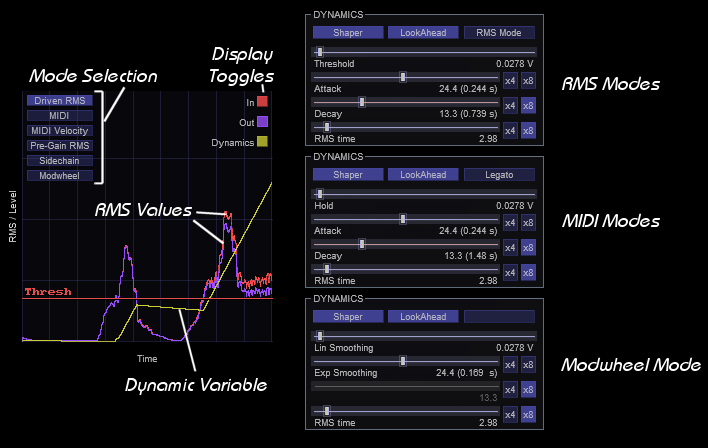 Display
Toggles
Mode Selection
Driven RMS
MIDI
MIDI Velocity
Pre-Gain RMS
Sidechain
Modwheel
In
Out
Dynamics
RMS Values
RMS / Level
Thresh
Time
Dynamic Variable
DYNAMICS
Shaper LookAhead RMS Mode
Threshold 0.0278 V
Attack 24.4 (0.244 s) x4 x8
Decay 13.3 (0.739 s) x4 x8
RMS time 2.98 x4 x8
RMS Modes
DYNAMICS
Shaper LookAhead Legato
Hold 0.0278 V
Attack 24.4 (0.244 s) x4 x8
Decay 13.3 (1.48 s) x4 x8
RMS time 2.98 x4 x8
MIDI Modes
DYNAMICS
Shaper LookAhead
Lin Smoothing 0.0278 V
Exp Smoothing 24.4 (0.169 s) x4 x8
13.3 x4 x8
RMS time 2.98 x4 x8
Modwheel Mode